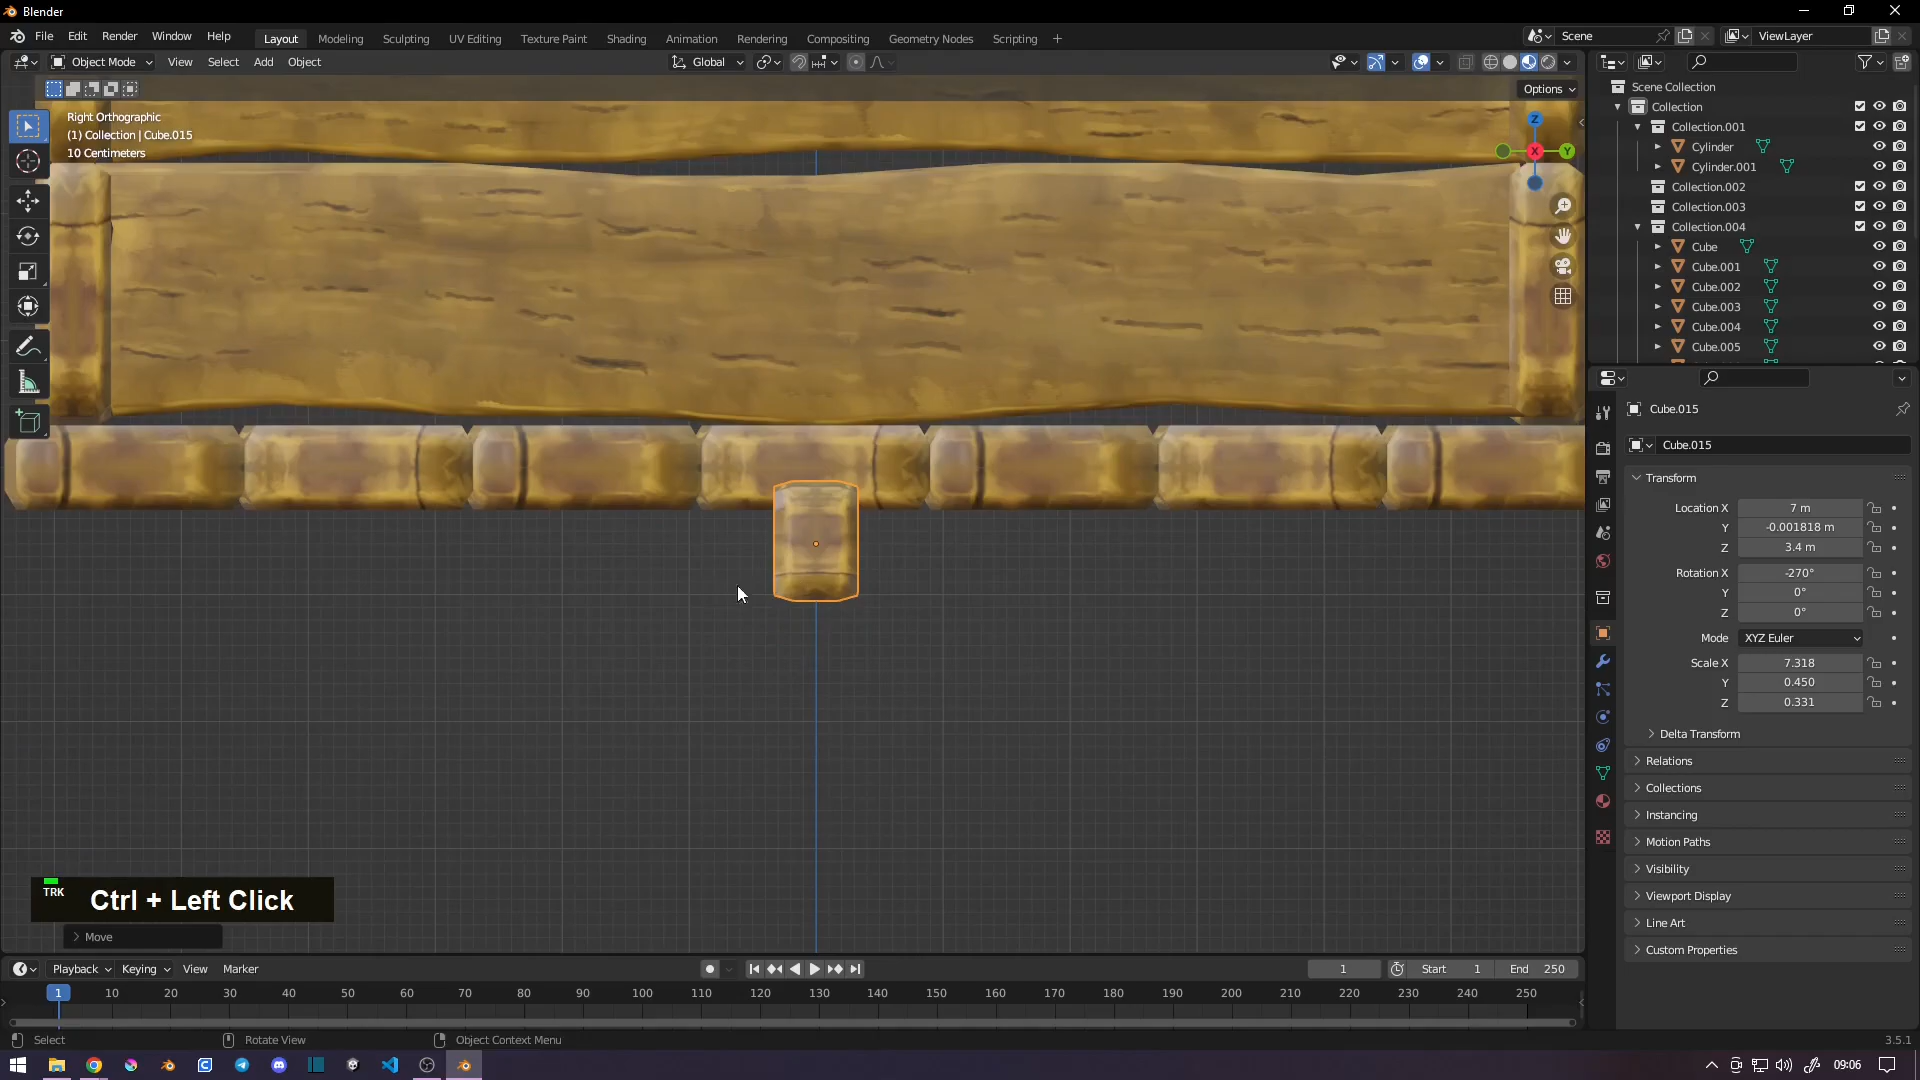 Blender
File Edit Render Window Help
Layout Modeling Sculpting UV Editing Texture Paint Shading Animation Rendering Compositing Geometry Nodes Scripting +
Scene ViewLayer
Object Mode View Select Add Object Global
Options
Right Orthographic
(1) Collection | Cube.015
10 Centimeters
Z
X Y
Scene Collection
Collection
Collection.001
Cylinder
Cylinder.001
Collection.002
Collection.003
Collection.004
Cube
Cube.001
Cube.002
Cube.003
Cube.004
Cube.005
Cube.015
Cube.015
Transform
Location X 7 m
Y -0.001818 m
Z 3.4 m
Rotation X -270°
Y 0°
Z 0°
Mode XYZ Euler
Scale X 7.318
Y 0.450
Z 0.331
Delta Transform
Relations
Collections
Instancing
Motion Paths
Visibility
Viewport Display
Line Art
Custom Properties
TRK Ctrl + Left Click
Move
Playback Keying View Marker 1 Start 1 End 250
1 10 20 30 40 50 60 70 80 90 100 110 120 130 140 150 160 170 180 190 200 210 220 230 240 250
Select Rotate View Object Context Menu 3.5.1
09:06